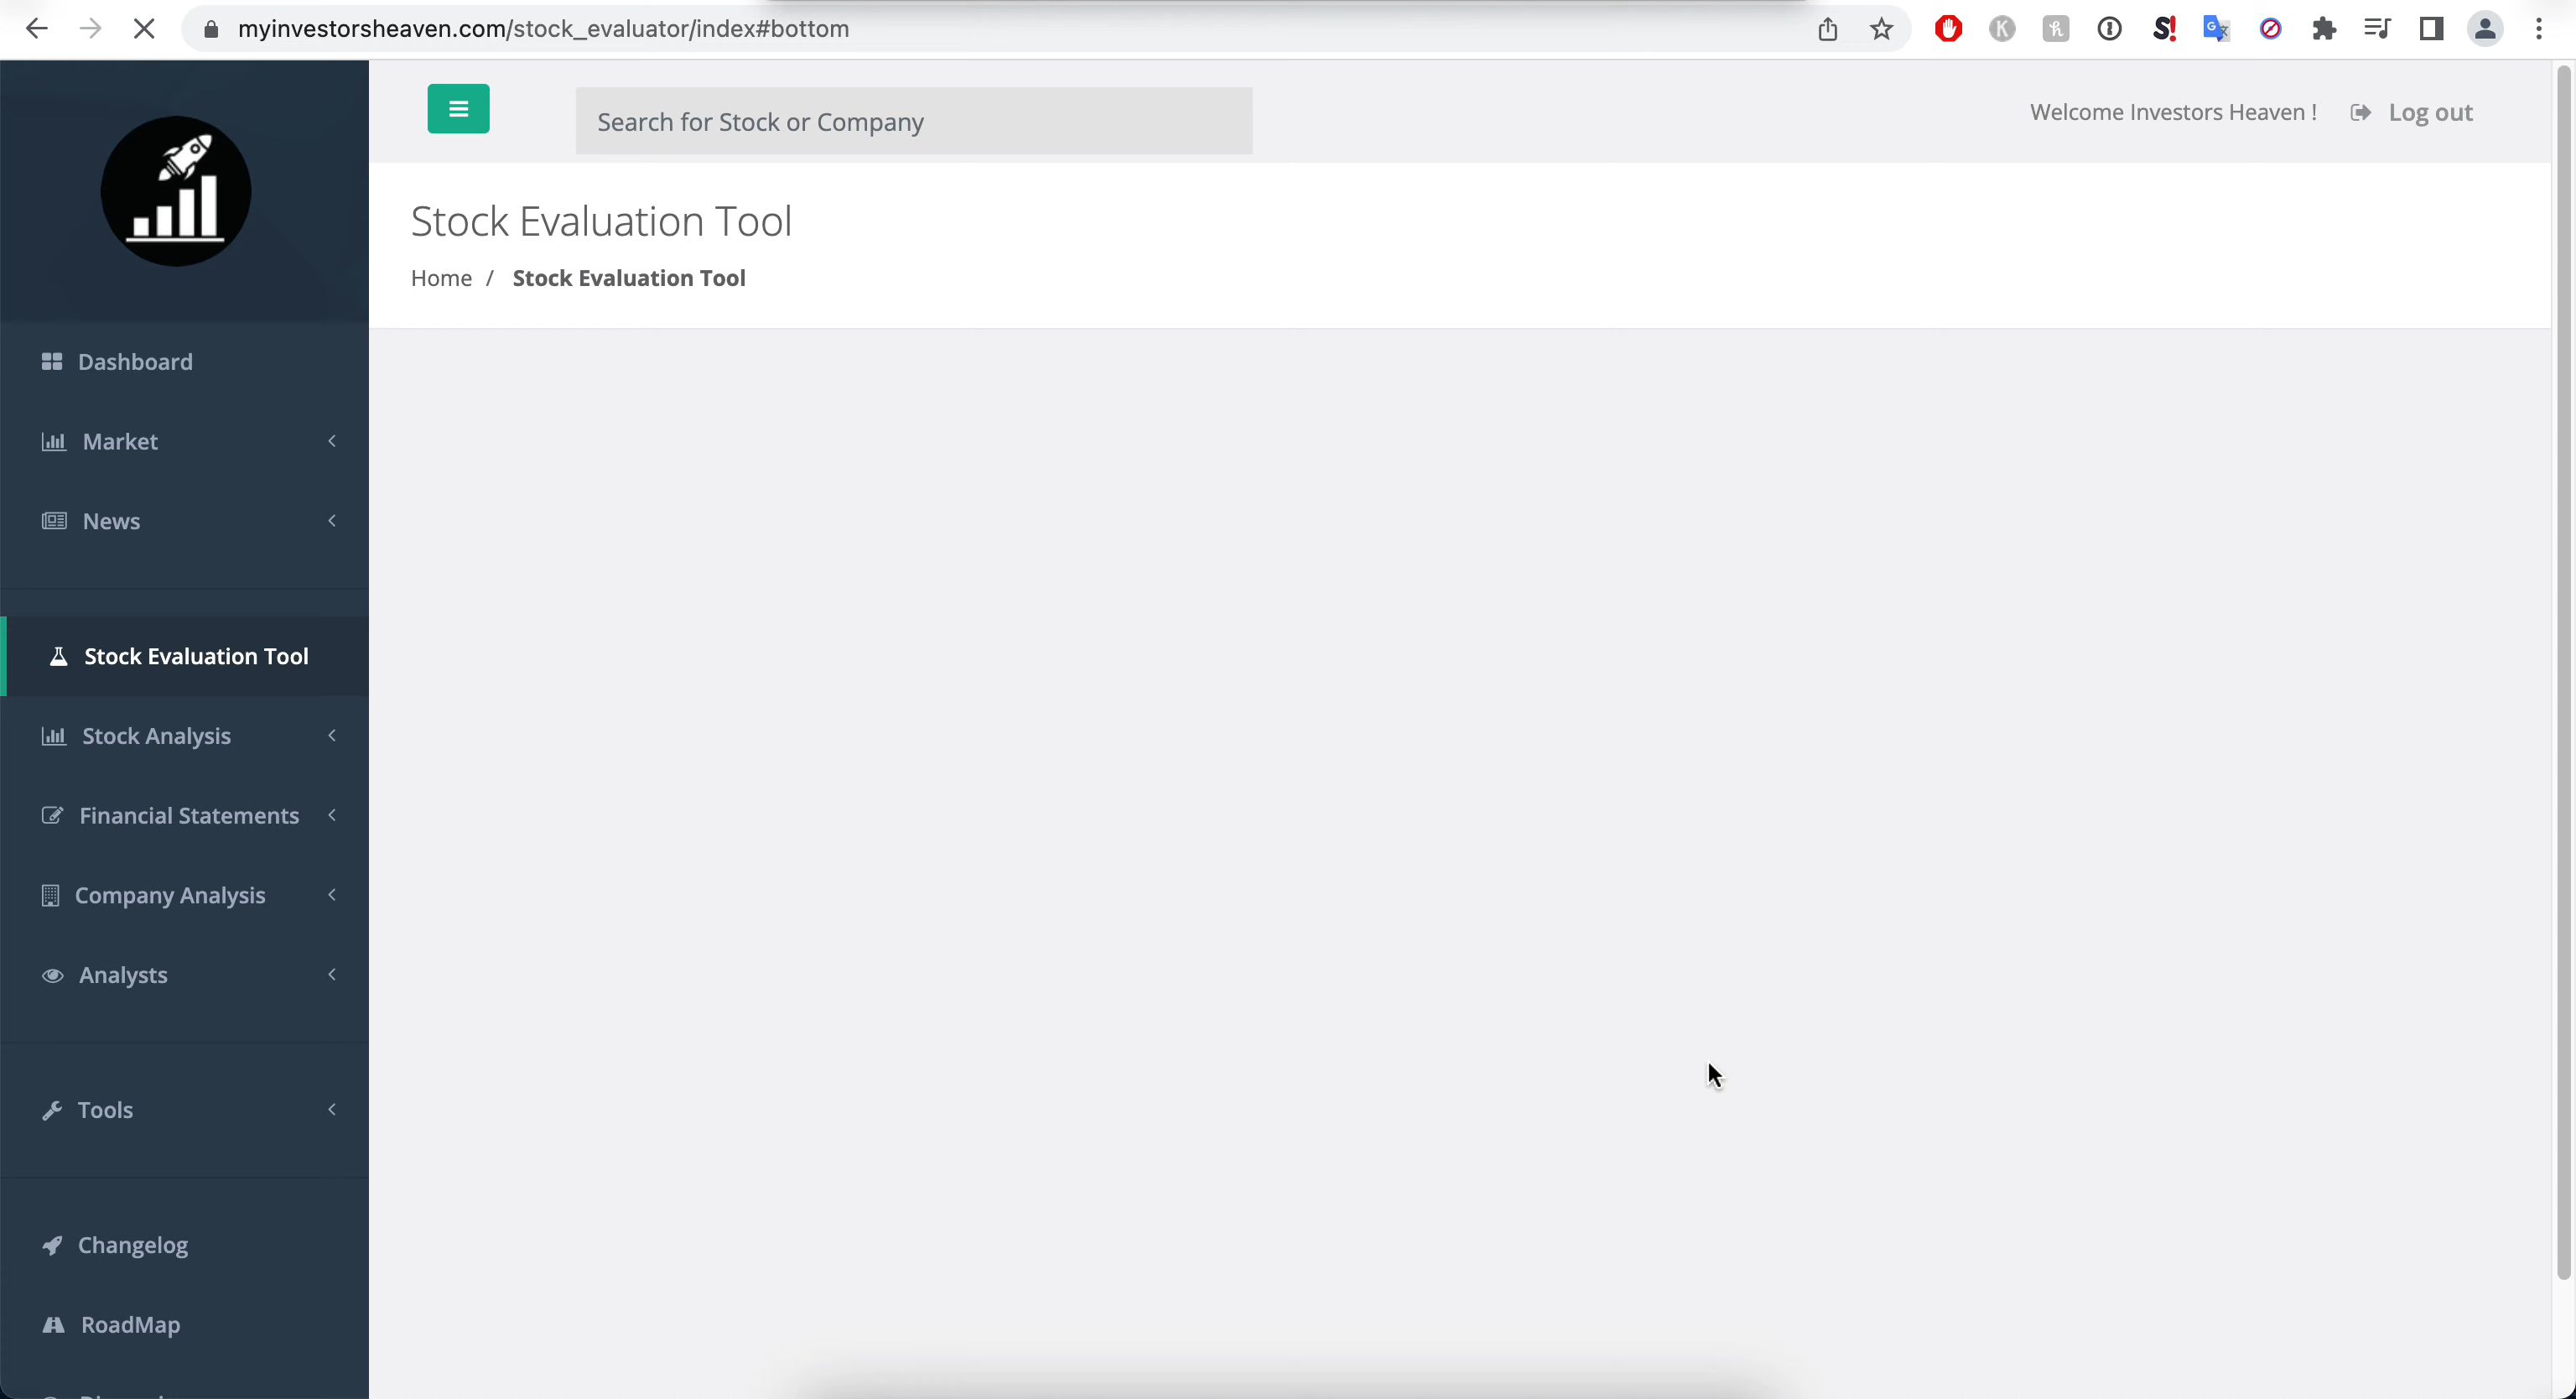 myinvestorsheaven.com/stock_evaluator/index#bottom
Search for Stock or Company
Welcome Investors Heaven !
Log out
Stock Evaluation Tool
Home / Stock Evaluation Tool
Dashboard
Market
News
Stock Evaluation Tool
Stock Analysis
Financial Statements
Company Analysis
Analysts
Tools
Changelog
RoadMap